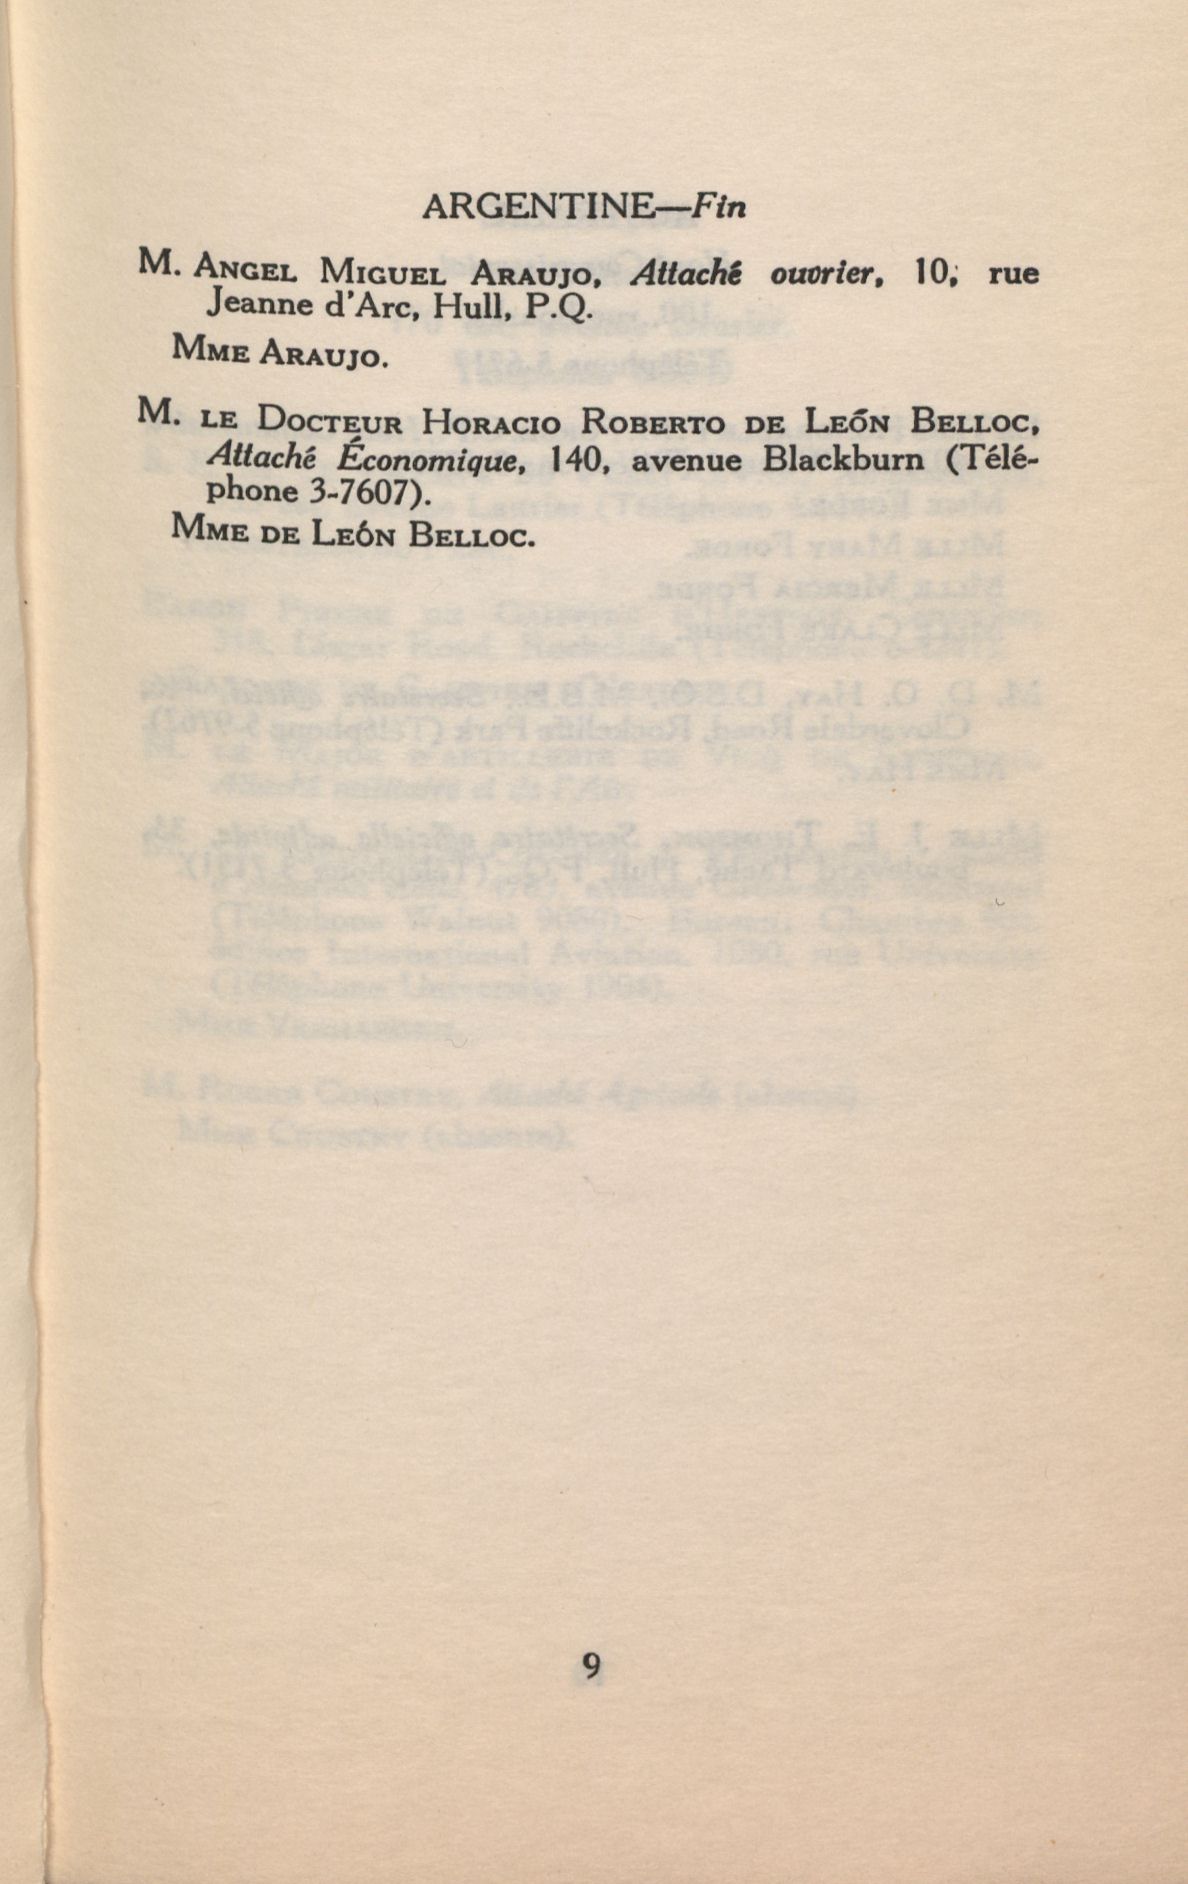 ARGENTINE—Fin
M. ANGEL MIGUEL ARAUJO, Attaché ouvrier, 10, rue
Jeanne d'Arc, Hull, P.Q.
MME ARAUJO.
M. LE DOCTEUR HORACIO ROBERTO DE LEÓN BELLOC,
Attaché Économique, 140, avenue Blackburn (Télé-
phone 3-7607).
MME DE LEÓN BELLOC.
9